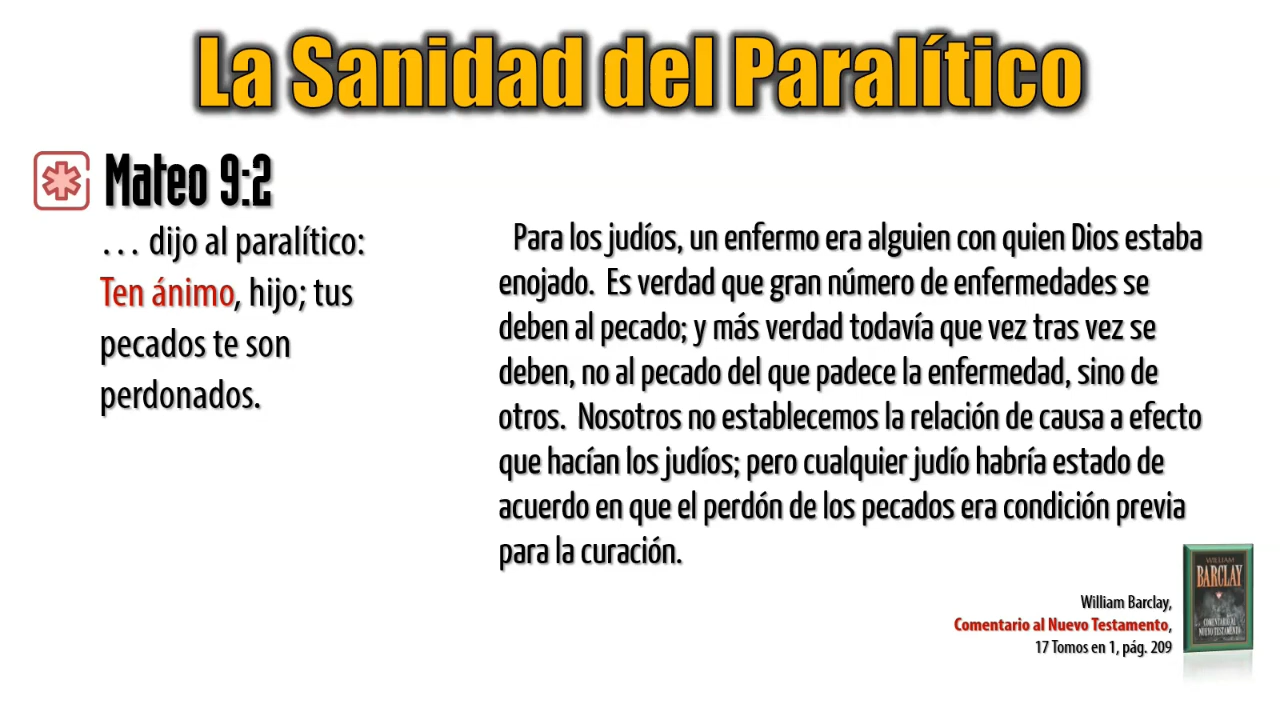 La Sanidad del Paralítico
Mateo 9:2
... dijo al paralítico:
Ten ánimo, hijo; tus
pecados te son
perdonados.
Para los judíos, un enfermo era alguien con quien Dios estaba
enojado. Es verdad que gran número de enfermedades se
deben al pecado; y más verdad todavía que vez tras vez se
deben, no al pecado del que padece la enfermedad, sino de
otros. Nosotros no establecemos la relación de causa a efecto
que hacían los judíos; pero cualquier judío habría estado de
acuerdo en que el perdón de los pecados era condición previa
para la curación.
William Barclay,
Comentario al Nuevo Testamento,
17 Tomos en 1, pág. 209
WILLIAM
BARCLAY
COMENTARIO AL
NUEVO TESTAMENTO